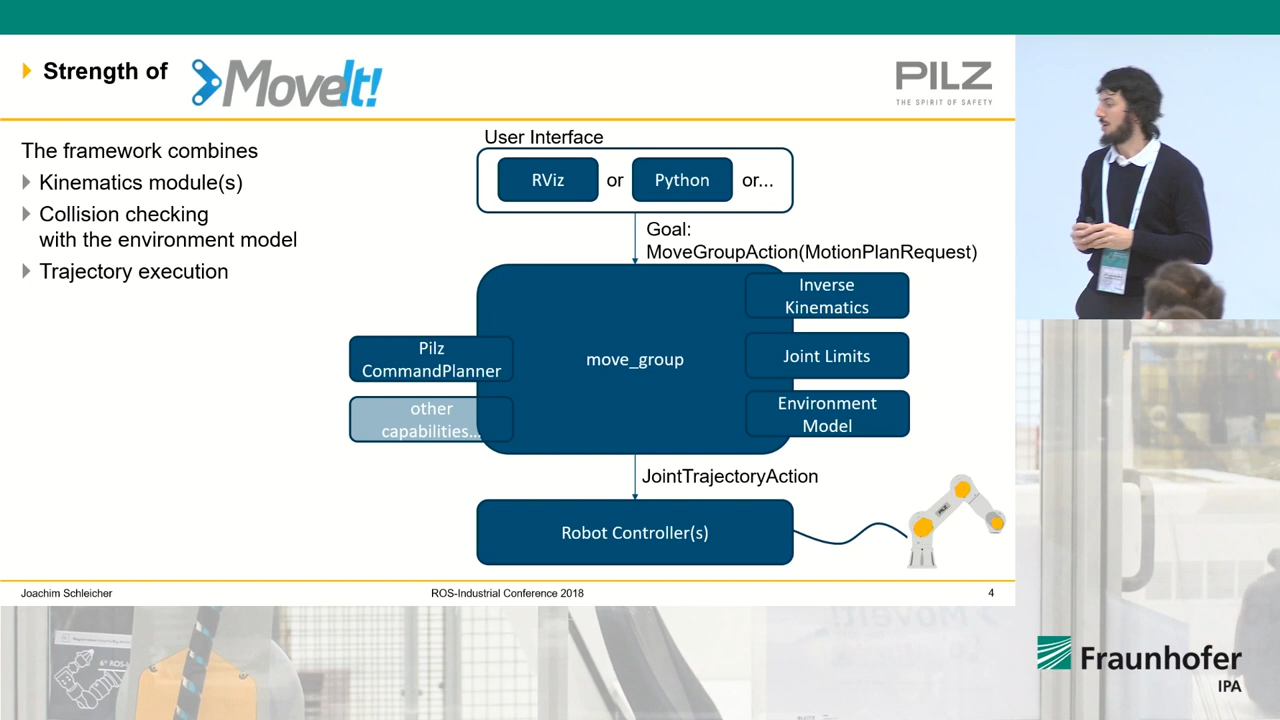 Strength of
MoveIt!
PILZ
THE SPIRIT OF SAFETY
The framework combines
Kinematics module(s)
Collision checking
with the environment model
Trajectory execution
User Interface
RViz
or
Python
or...
Goal:
MoveGroupAction(MotionPlanRequest)
Inverse
Kinematics
Pilz
CommandPlanner
move_group
Joint Limits
other
capabilities...
Environment
Model
JointTrajectoryAction
Robot Controller(s)
PILZ
Joachim Schleicher
ROS-Industrial Conference 2018
4
MoveIt!
Fraunhofer
IPA